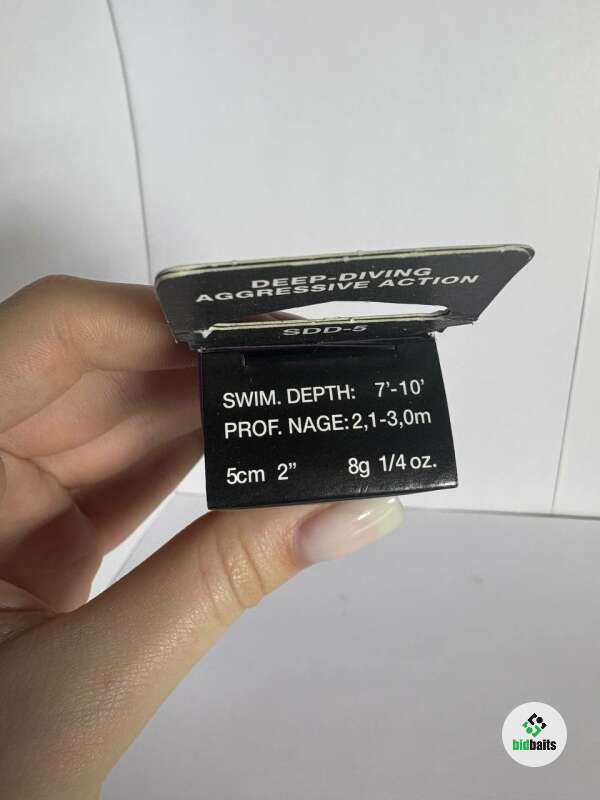 DEEP-DIVING
AGGRESSIVE ACTION
SDD-5
SWIM. DEPTH: 7'-10'
PROF. NAGE: 2,1-3,0m
5cm 2" 8g 1/4 oz.
bidbaits